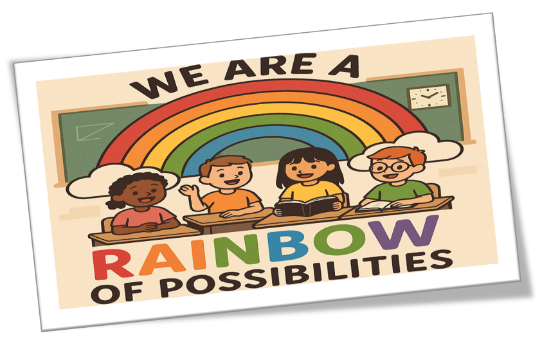 WE ARE A
RAINBOW
OF POSSIBILITIES